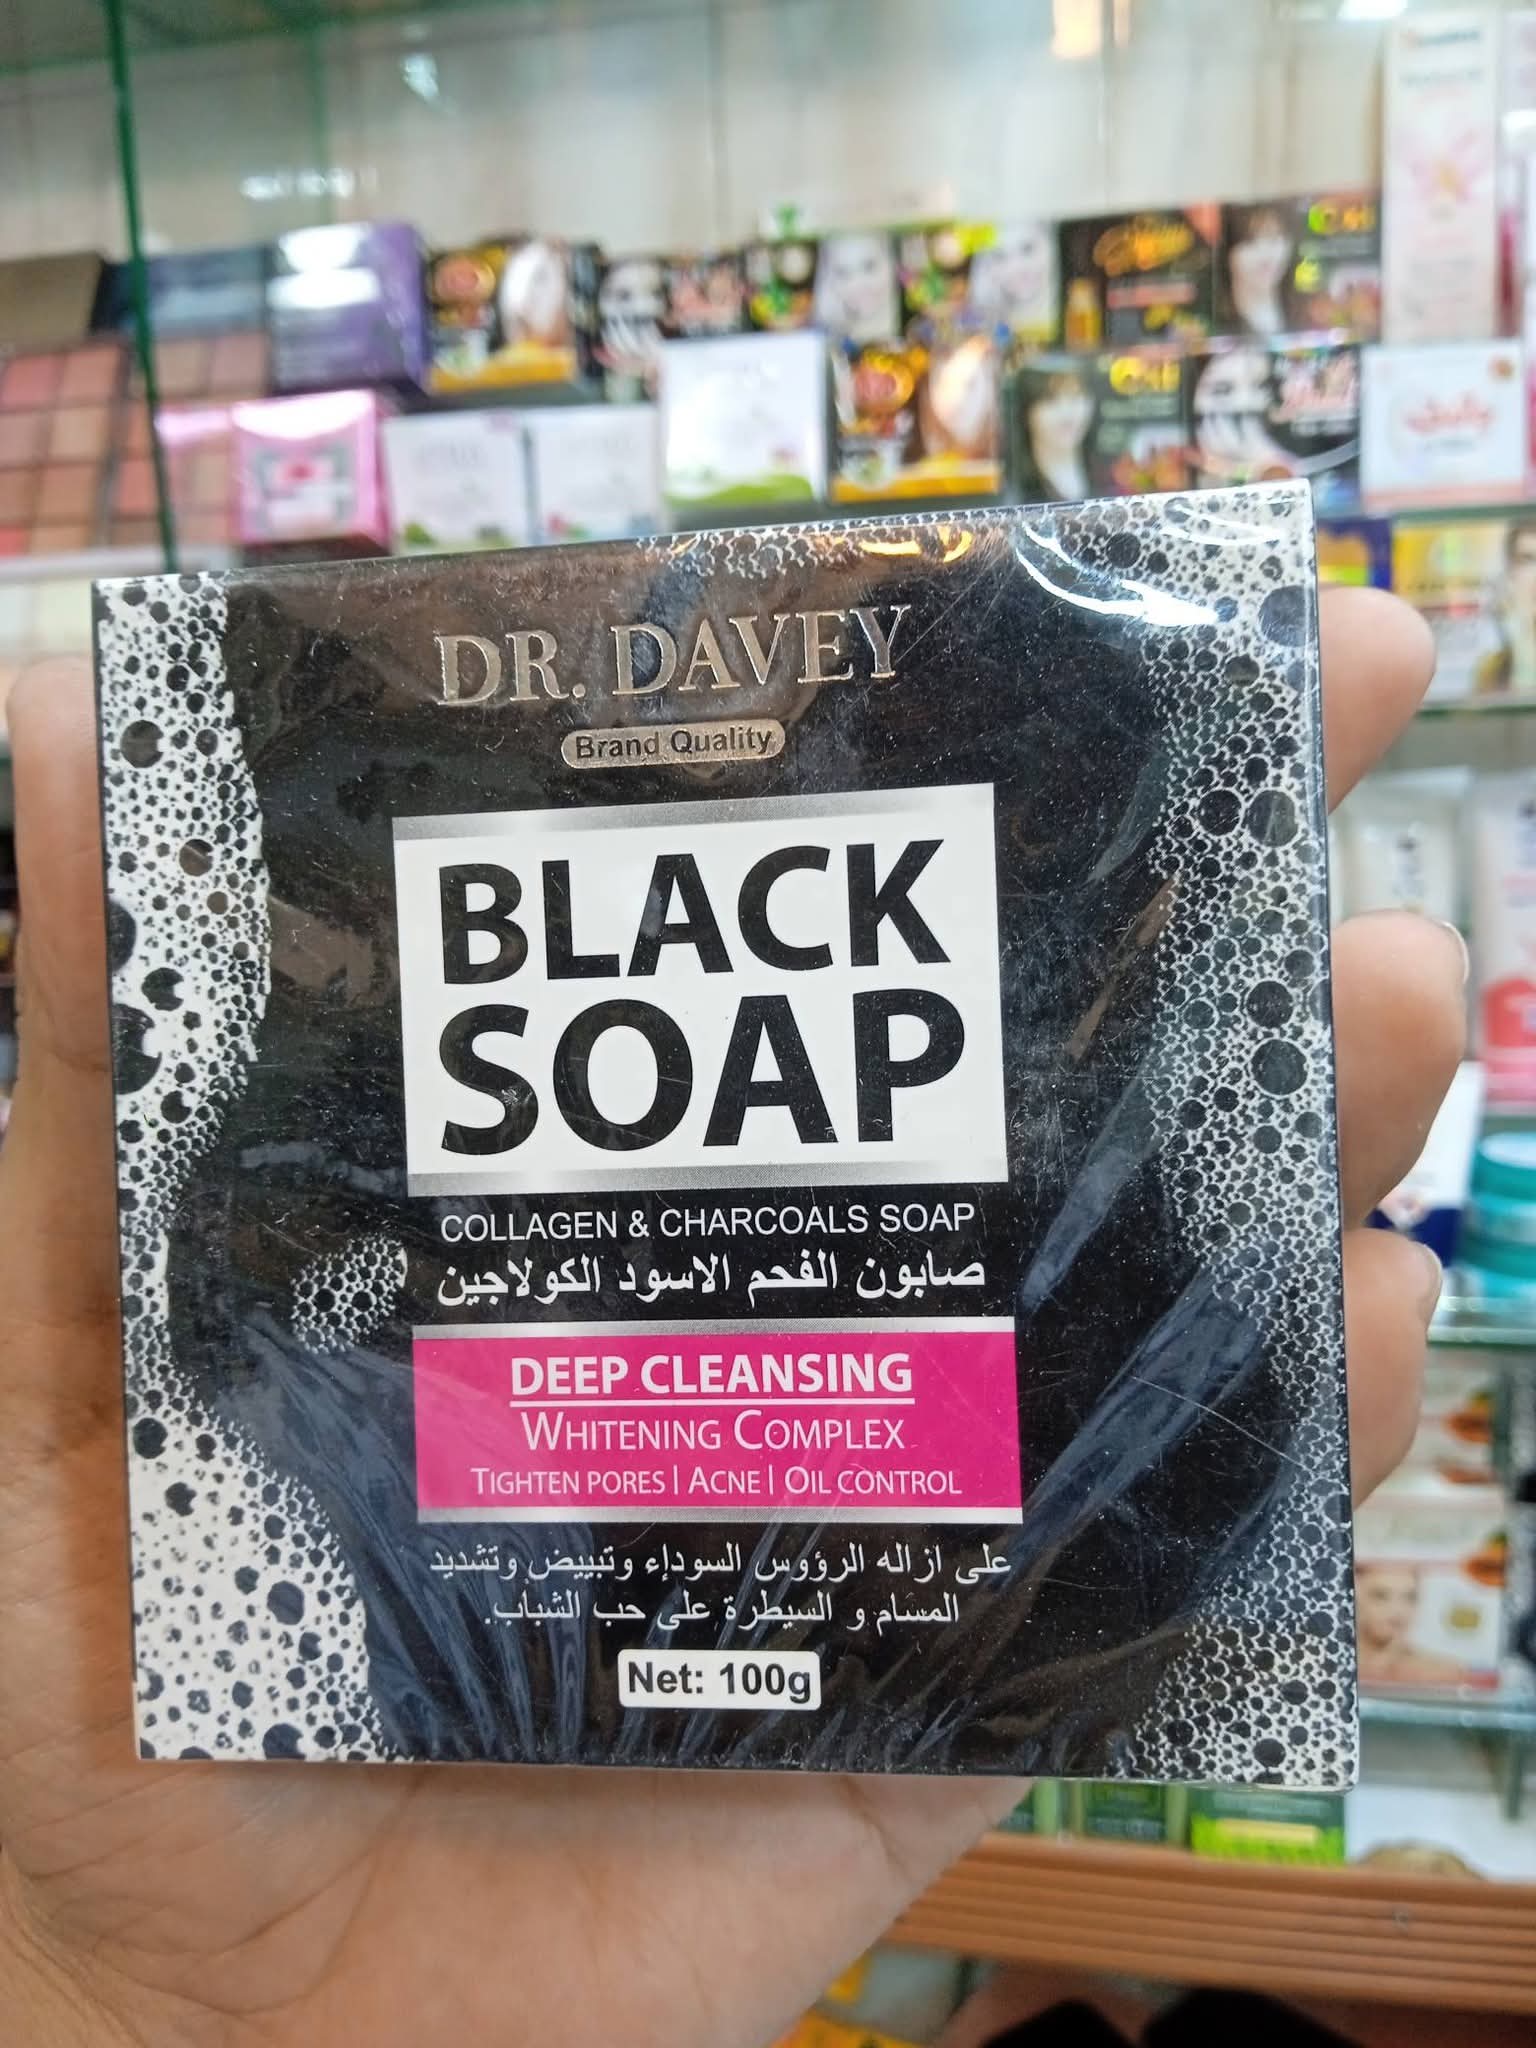 DR. DAVEY
Brand Quality
BLACK
SOAP
COLLAGEN & CHARCOALS SOAP
صابون الفحم الاسود الكولاجين
DEEP CLEANSING
WHITENING COMPLEX
TIGHTEN PORES | ACNE | OIL CONTROL
على ازاله الرؤوس السوداء وتبييض وتشديد
المسام و السيطرة على حب الشباب.
Net: 100g